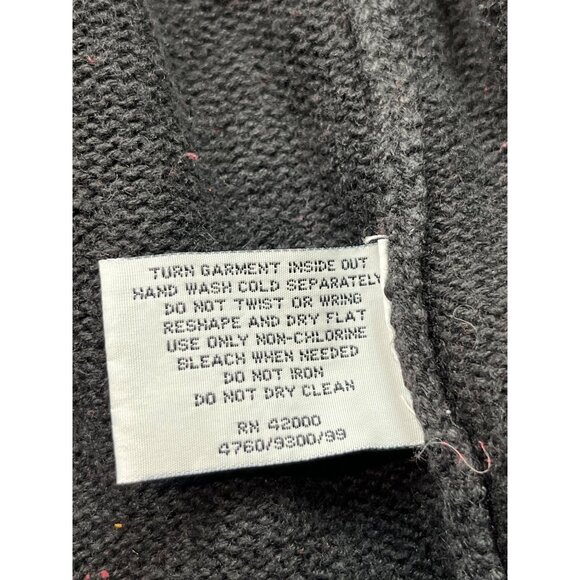 TURN GARMENT INSIDE OUT
HAND WASH COLD SEPARATELY
DO NOT TWIST OR WRING
RESHAPE AND DRY FLAT
USE ONLY NON-CHLORINE
BLEACH WHEN NEEDED
DO NOT IRON
DO NOT DRY CLEAN
RN 42000
4760/9300/99